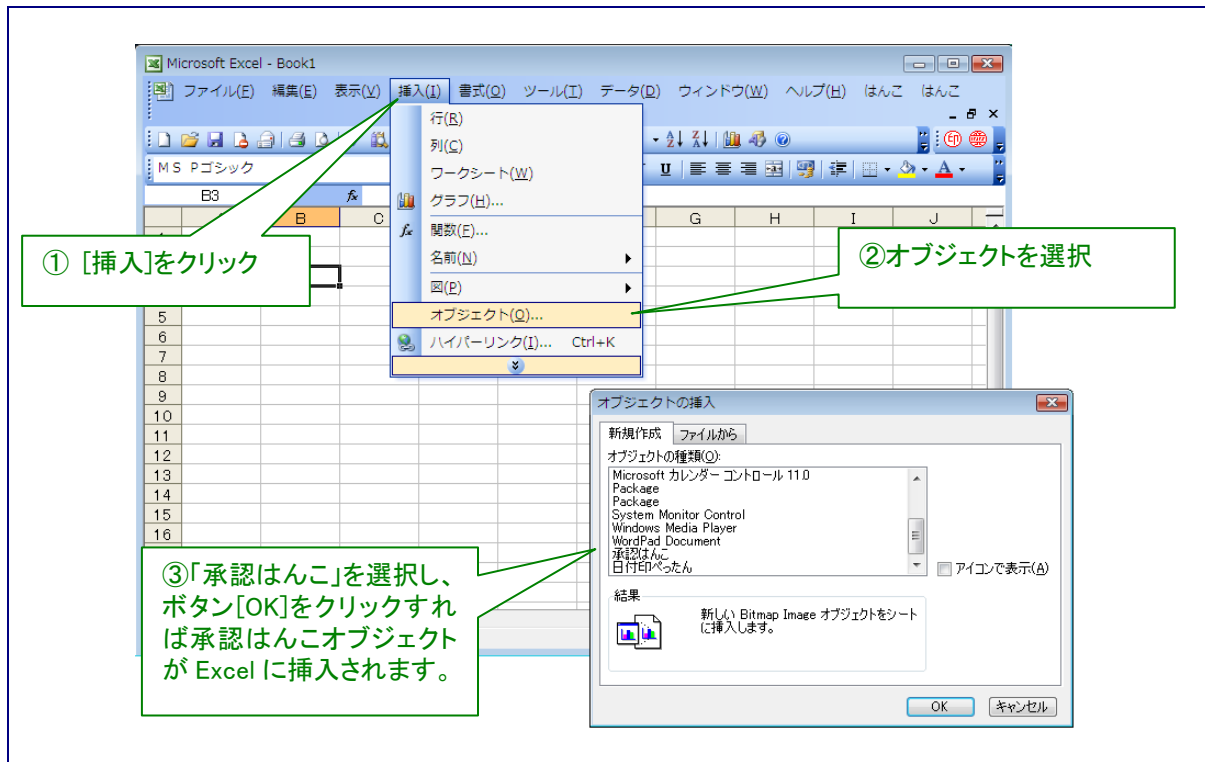 Microsoft Excel - Book1
ファイル(F) 編集(E) 表示(V) 挿入(I) 書式(O) ツール(T) データ(D) ウィンドウ(W) ヘルプ(H) はんこ はんこ
MS Pゴシック
B3
fx
B C G H I J
行(R)
列(C)
ワークシート(W)
グラフ(H)...
fx 関数(F)...
名前(N)
図(P)
オブジェクト(O)...
ハイパーリンク(I)... Ctrl+K
① [挿入]をクリック
②オブジェクトを選択
5
6
7
8
9
10
11
12
13
14
15
16
オブジェクトの挿入
新規作成 ファイルから
オブジェクトの種類(O):
Microsoft カレンダー コントロール 11.0
Package
Package
System Monitor Control
Windows Media Player
WordPad Document
承認はんこ
日付印ぺったん
アイコンで表示(A)
結果
新しい Bitmap Image オブジェクトをシート
に挿入します。
OK キャンセル
③「承認はんこ」を選択し、
ボタン[OK]をクリックすれ
ば承認はんこオブジェクト
が Excel に挿入されます。